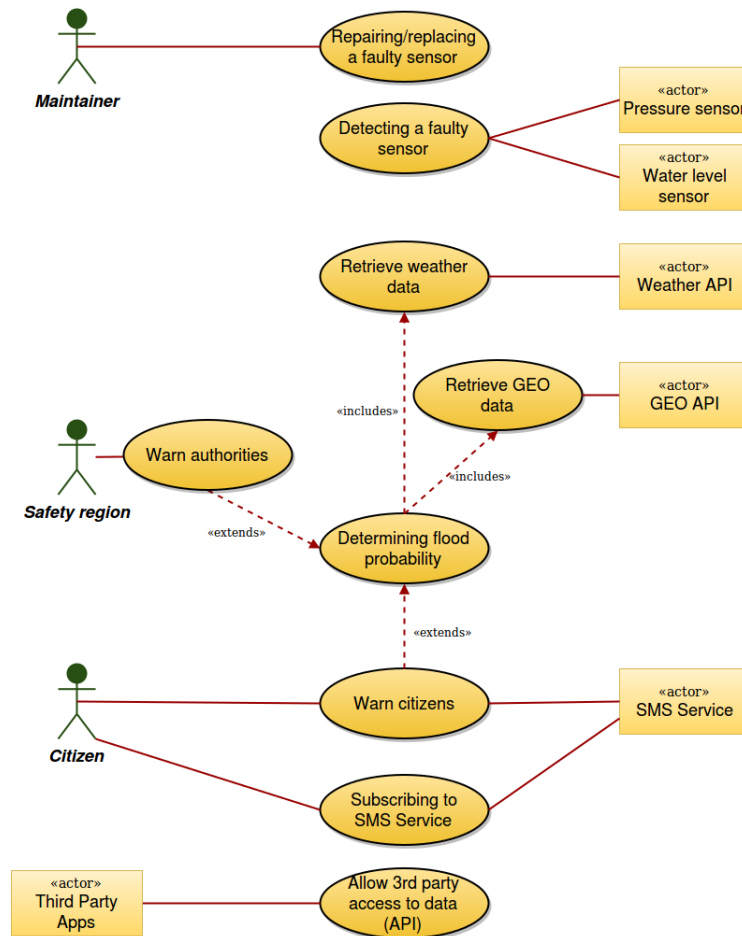 Repairing/replacing
a faulty sensor
Maintainer
«actor»
Pressure sensor
Detecting a faulty
sensor
«actor»
Water level
sensor
Retrieve weather
data
«actor»
Weather API
Retrieve GEO
data
«actor»
GEO API
«includes»
Warn authorities
«includes»
Safety region
«extends»
Determining flood
probability
«extends»
Warn citizens
«actor»
SMS Service
Citizen
Subscribing to
SMS Service
«actor»
Third Party
Apps
Allow 3rd party
access to data
(API)